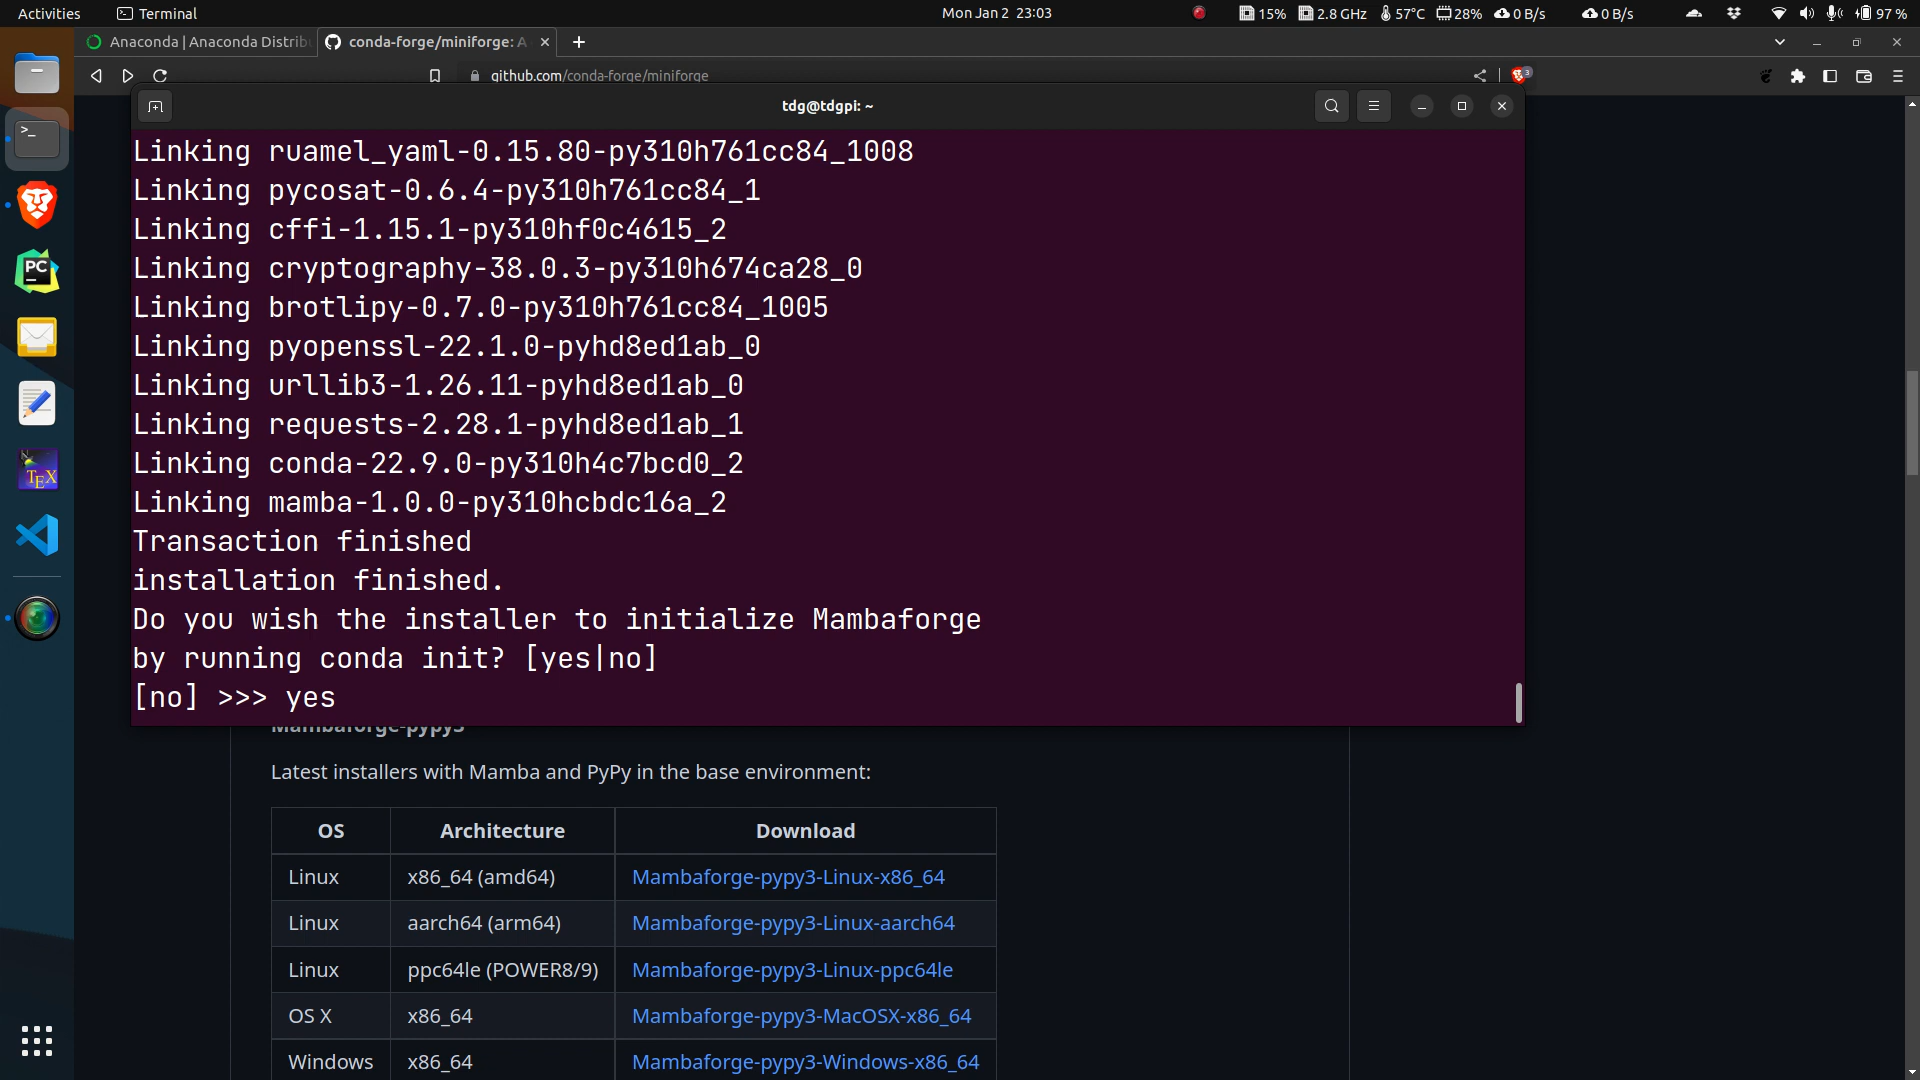 Activities
Terminal
Mon Jan 2 23:03
15%
2.8 GHz
57°C
28%
0 B/s
0 B/s
97 %
Anaconda | Anaconda Distrib
conda-forge/miniforge: A
github.com/conda-forge/miniforge
3
tdg@tdgpi: ~
Linking ruamel_yaml-0.15.80-py310h761cc84_1008
Linking pycosat-0.6.4-py310h761cc84_1
Linking cffi-1.15.1-py310hf0c4615_2
Linking cryptography-38.0.3-py310h674ca28_0
Linking brotlipy-0.7.0-py310h761cc84_1005
Linking pyopenssl-22.1.0-pyhd8ed1ab_0
Linking urllib3-1.26.11-pyhd8ed1ab_0
Linking requests-2.28.1-pyhd8ed1ab_1
Linking conda-22.9.0-py310h4c7bcd0_2
Linking mamba-1.0.0-py310hcbdc16a_2
Transaction finished
installation finished.
Do you wish the installer to initialize Mambaforge
by running conda init? [yes|no]
[no] >>> yes
PC
TEX
Mambaforge-pypy3
Latest installers with Mamba and PyPy in the base environment:
OS Architecture Download
Linux x86_64 (amd64) Mambaforge-pypy3-Linux-x86_64
Linux aarch64 (arm64) Mambaforge-pypy3-Linux-aarch64
Linux ppc64le (POWER8/9) Mambaforge-pypy3-Linux-ppc64le
OS X x86_64 Mambaforge-pypy3-MacOSX-x86_64
Windows x86_64 Mambaforge-pypy3-Windows-x86_64